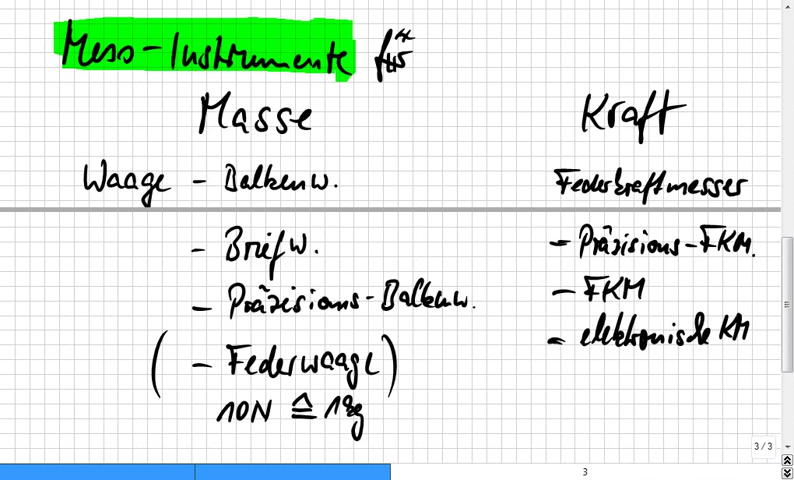 Mess-Instrumente
Masse
Kraft
Waage - Balkenw.
Federkraftmesser
- Briefw.
- Präzisions-FKM.
- Präzisions-Balkenw.
- FKM
- elektronische KM
( - Federwaage )
10N ≙ 1kg
3/3
3